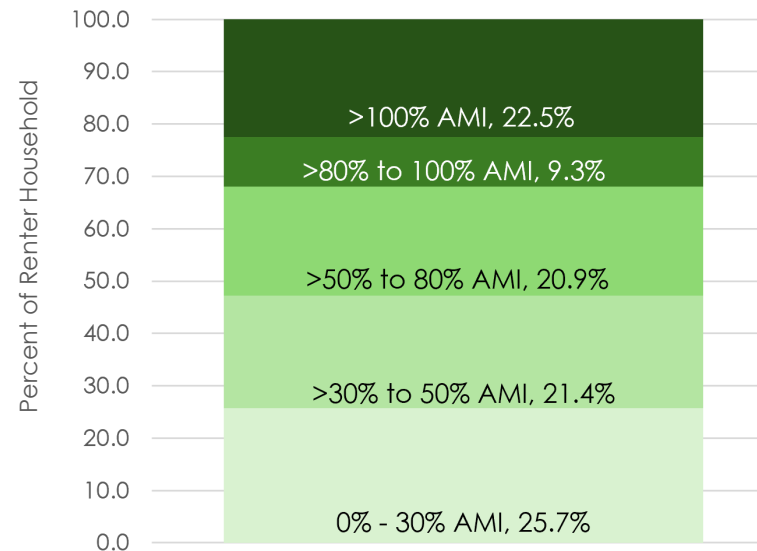 Percent of Renter Household
100.0
90.0
80.0
70.0
60.0
50.0
40.0
30.0
20.0
10.0
0.0
>100% AMI, 22.5%
>80% to 100% AMI, 9.3%
>50% to 80% AMI, 20.9%
>30% to 50% AMI, 21.4%
0% - 30% AMI, 25.7%